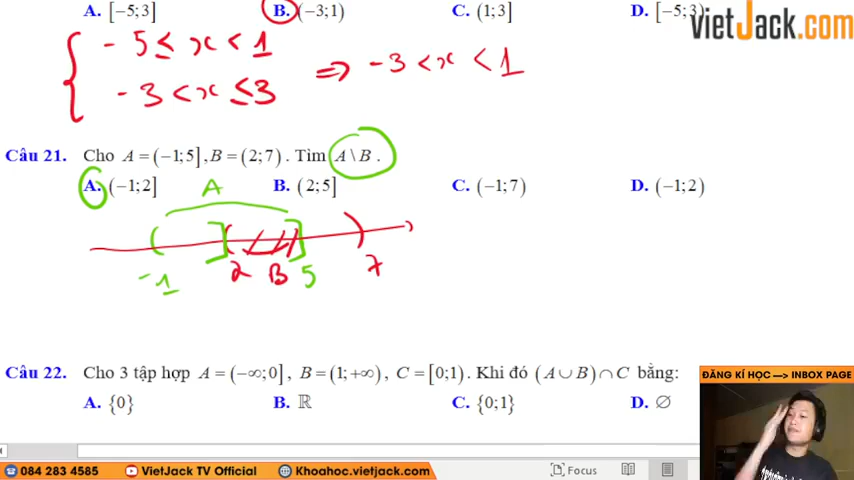 A. [−5;3] B. (−3;1) C. (1;3] D. [−5;3)
VietJack.com
- 5 ≤ x < 1
- 3 < x ≤ 3
⇒ - 3 < x < 1
Câu 21. Cho A = (−1;5], B = (2;7). Tìm A \ B .
A. (−1;2] B. (2;5] C. (−1;7) D. (−1;2)
A
( ] ( ] )
-1 2 B 5 7
Câu 22. Cho 3 tập hợp A = (−∞;0], B = (1;+∞), C = [0;1). Khi đó (A ∪ B) ∩ C bằng:
A. {0} B. ℝ C. {0;1} D. ∅
ĐĂNG KÍ HỌC ---> INBOX PAGE
084 283 4585 VietJack TV Official Khoahoc.vietjack.com Focus